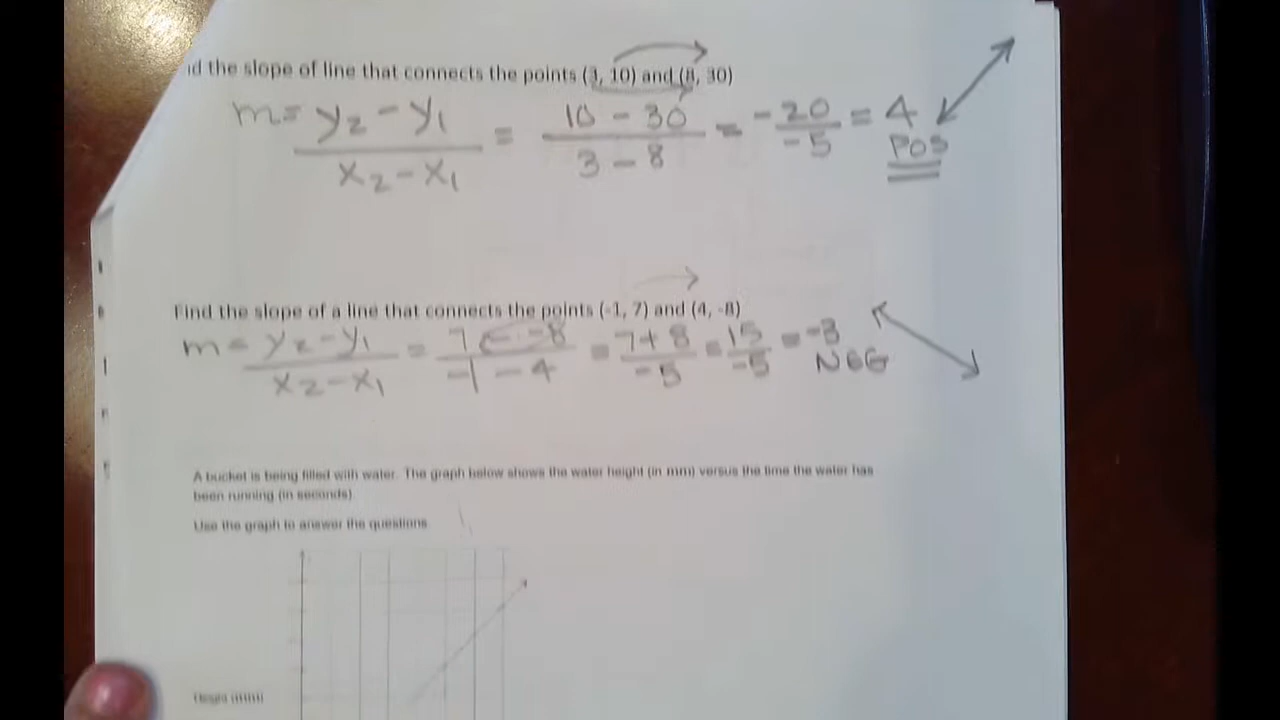 d the slope of line that connects the points (3, 10) and (8, 30)
m = y2 - y1 / x2 - x1 = 10 - 30 / 3 - 8 = -20 / -5 = 4
POS
Find the slope of a line that connects the points (-1, 7) and (4, -8)
m = y2 - y1 / x2 - x1 = 7 - -8 / -1 - 4 = 7 + 8 / -5 = 15 / -5 = -3
NEG
A bucket is being filled with water. The graph below shows the water height (in mm) versus the time the water has
been running (in seconds)
Use the graph to answer the questions